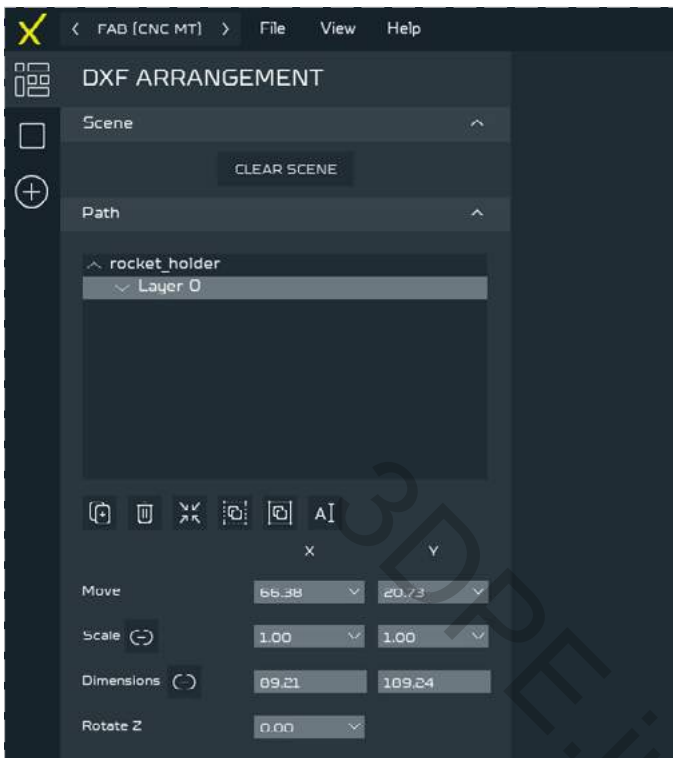 FAB (CNC MT) File View Help
DXF ARRANGEMENT
Scene
CLEAR SCENE
Path
rocket_holder
Layer 0
X Y
Move 66.38 20.73
Scale 1.00 1.00
Dimensions 89.21 109.24
Rotate Z 0.00